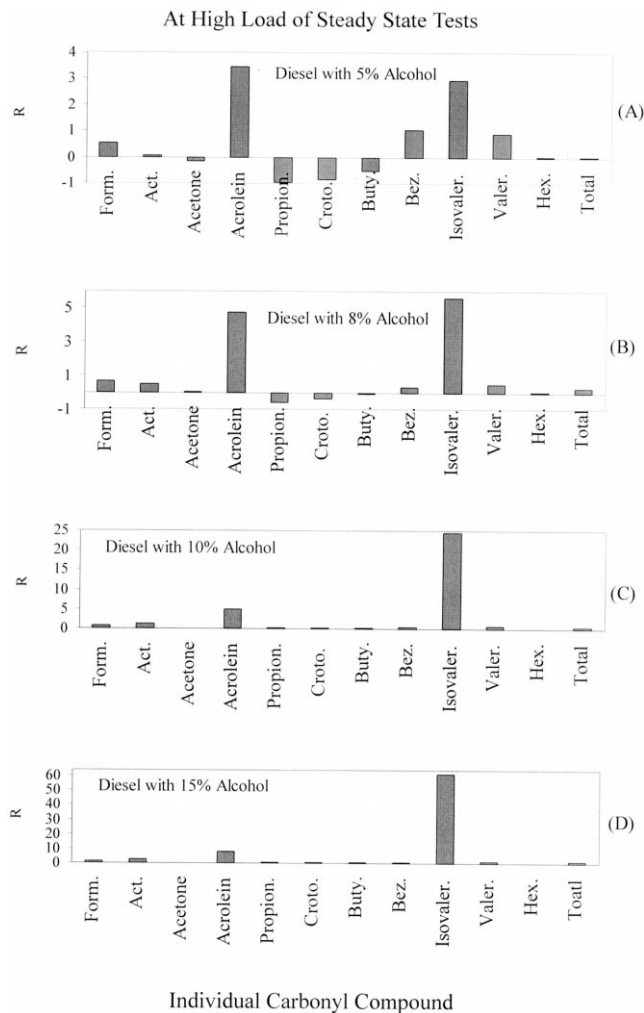 At High Load of Steady State Tests
4
3
2
1
0
-1
R
Diesel with 5% Alcohol
(A)
Form.
Act.
Acetone
Acrolein
Propion.
Croto.
Buty.
Bez.
Isovaler.
Valer.
Hex.
Total
5
3
1
-1
R
Diesel with 8% Alcohol
(B)
Form.
Act.
Acetone
Acrolein
Propion.
Croto.
Buty.
Bez.
Isovaler.
Valer.
Hex.
Total
25
20
15
10
5
0
R
Diesel with 10% Alcohol
(C)
Form.
Act.
Acetone
Acrolein
Propion.
Croto.
Buty.
Bez.
Isovaler.
Valer.
Hex.
Total
60
50
40
30
20
10
0
R
Diesel with 15% Alcohol
(D)
Form.
Act.
Acetone
Acrolein
Propion.
Croto.
Buty.
Bez.
Isovaler.
Valer.
Hex.
Toatl
Individual Carbonyl Compound